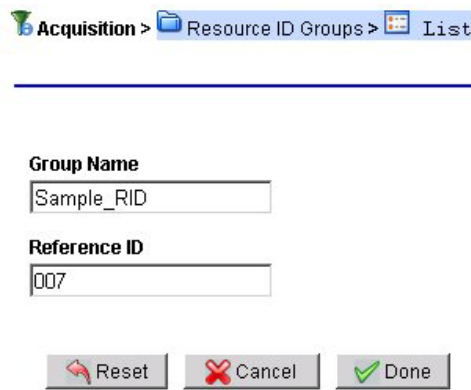 Acquisition > Resource ID Groups > List
Group Name
Sample_RID
Reference ID
007
Reset Cancel Done